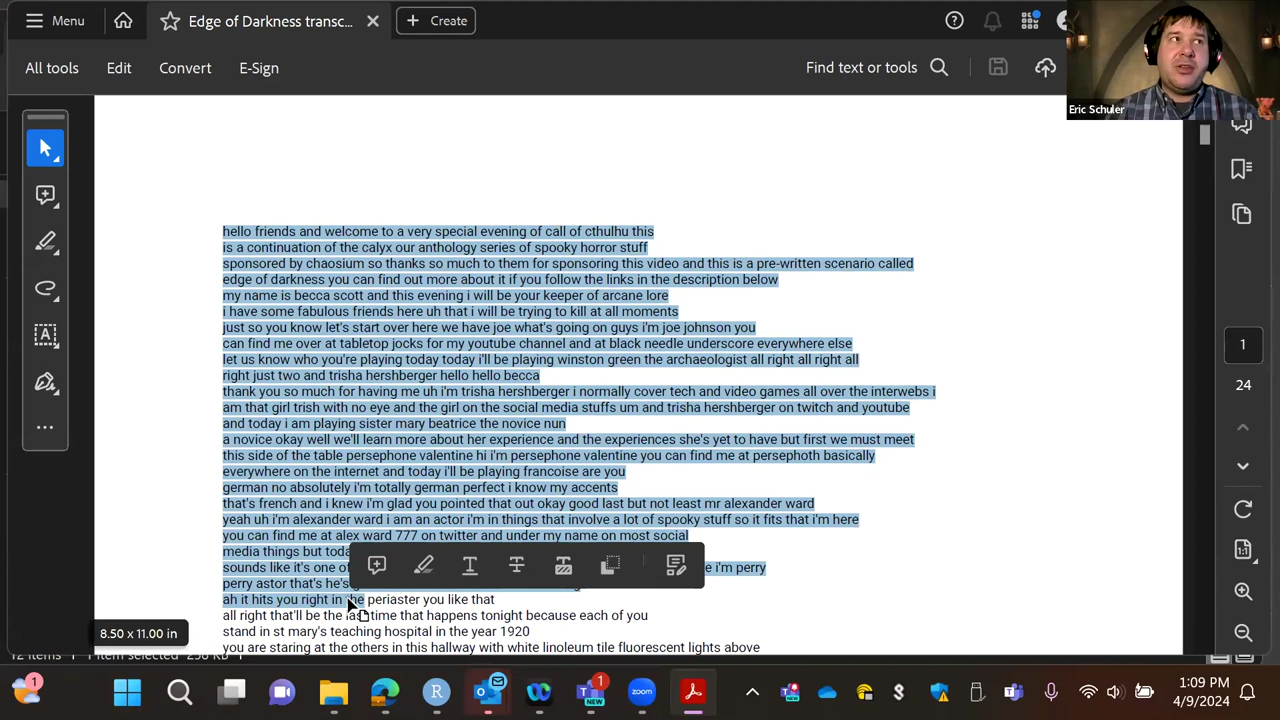 Menu
Edge of Darkness transc...
Create
All tools
Edit
Convert
E-Sign
Find text or tools
Eric Schuler
hello friends and welcome to a very special evening of call of cthulhu this
is a continuation of the calyx our anthology series of spooky horror stuff
sponsored by chaosium so thanks so much to them for sponsoring this video and this is a pre-written scenario called
edge of darkness you can find out more about it if you follow the links in the description below
my name is becca scott and this evening i will be your keeper of arcane lore
i have some fabulous friends here uh that i will be trying to kill at all moments
just so you know let's start over here we have joe what's going on guys i'm joe johnson you
can find me over at tabletop jocks for my youtube channel and at black needle underscore everywhere else
let us know who you're playing today today i'll be playing winston green the archaeologist all right all right all
right just two and trisha hershberger hello hello becca
thank you so much for having me uh i'm trisha hershberger i normally cover tech and video games all over the interwebs i
am that girl trish with no eye and the girl on the social media stuffs um and trisha hershberger on twitch and youtube
and today i am playing sister mary beatrice the novice nun
a novice okay well we'll learn more about her experience and the experiences she's yet to have but first we must meet
this side of the table persephone valentine hi i'm persephone valentine you can find me at persephoth basically
everywhere on the internet and today i'll be playing francoise are you
german no absolutely i'm totally german perfect i know my accents
that's french and i knew i'm glad you pointed that out okay good last but not least mr alexander ward
yeah uh i'm alexander ward i am an actor i'm in things that involve a lot of spooky stuff so it fits that i'm here
you can find me at alex ward 777 on twitter and under my name on most social
media things but toda
sounds like it's one of e i'm perry
perry astor that's he's
ah it hits you right in the periaster you like that
all right that'll be the last time that happens tonight because each of you
stand in st mary's teaching hospital in the year 1920
you are staring at the others in this hallway with white linoleum tile fluorescent lights above
8.50 x 11.00 in
1
24
12 items 1 item selected 256 KB
1
1
NEW
zoom
NEW
1:09 PM
4/9/2024